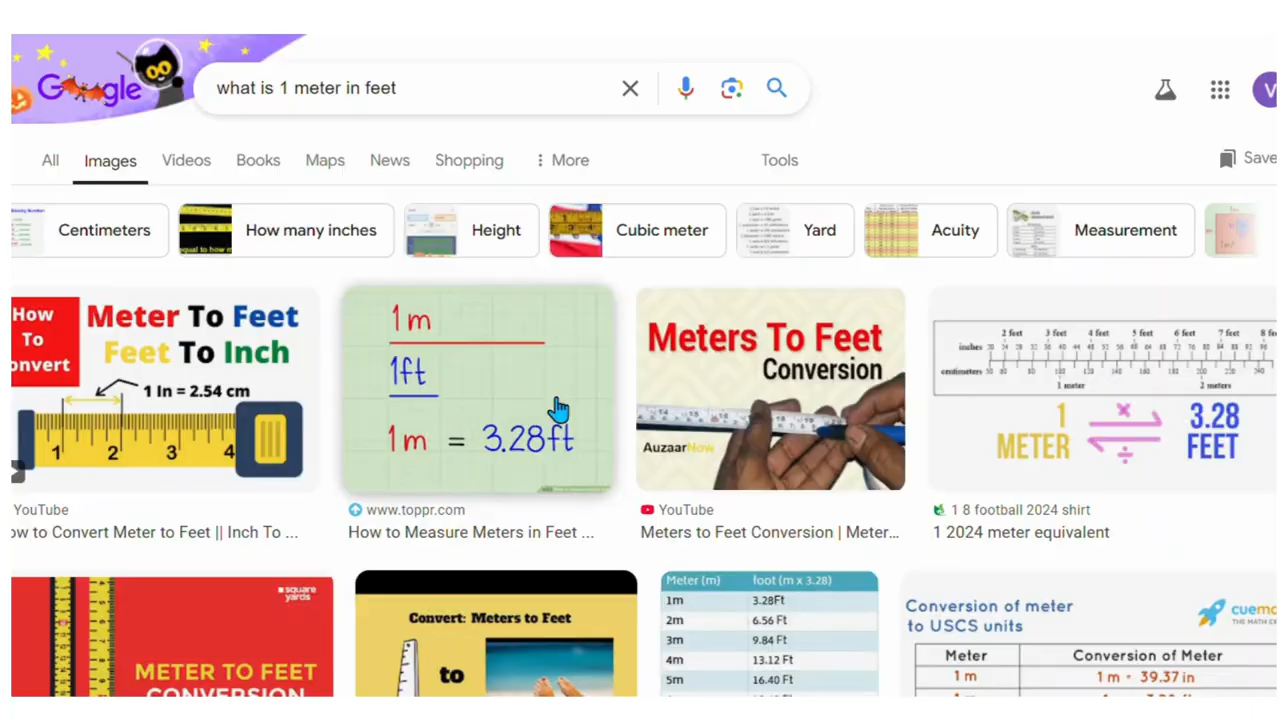 Google
what is 1 meter in feet
V
All Images Videos Books Maps News Shopping More Tools Save
Centimeters How many inches Height Cubic meter Yard Acuity Measurement
How
To
onvert
Meter To Feet
Feet To Inch
1 In = 2.54 cm
1 2 3 4
1m
1ft
1m = 3.28ft
Meters To Feet
Conversion
AuzaarNow
2 feet 3 feet 4 feet 5 feet 6 feet 7 feet 8 f
inches
centimeters
1 meter 2 meters
1
METER
×
÷
3.28
FEET
YouTube
ow to Convert Meter to Feet || Inch To ...
www.toppr.com
How to Measure Meters in Feet ...
YouTube
Meters to Feet Conversion | Meter...
1 8 football 2024 shirt
1 2024 meter equivalent
square
yards
METER TO FEET
CONVERSION
Convert: Meters to Feet
to
Meter (m) foot (m x 3.28)
1m 3.28Ft
2m 6.56 Ft
3m 9.84 Ft
4m 13.12 Ft
5m 16.40 Ft
Conversion of meter
to USCS units
cuem
THE MATH
Meter Conversion of Meter
1 m 1 m = 39.37 in